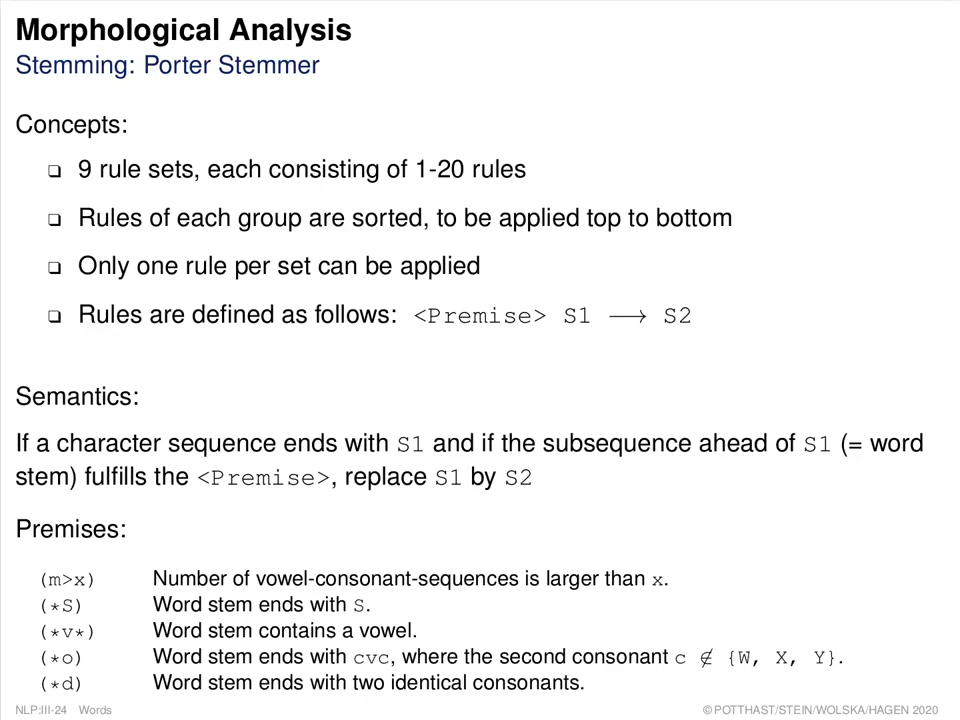 Morphological Analysis
Stemming: Porter Stemmer
Concepts:
❑ 9 rule sets, each consisting of 1-20 rules
❑ Rules of each group are sorted, to be applied top to bottom
❑ Only one rule per set can be applied
❑ Rules are defined as follows: <Premise> S1 ⟶ S2
Semantics:
If a character sequence ends with S1 and if the subsequence ahead of S1 (= word
stem) fulfills the <Premise>, replace S1 by S2
Premises:
(m>x) Number of vowel-consonant-sequences is larger than x.
(*S) Word stem ends with S.
(*v*) Word stem contains a vowel.
(*o) Word stem ends with cvc, where the second consonant c ∉ {W, X, Y}.
(*d) Word stem ends with two identical consonants.
NLP:III-24 Words ©POTTHAST/STEIN/WOLSKA/HAGEN 2020